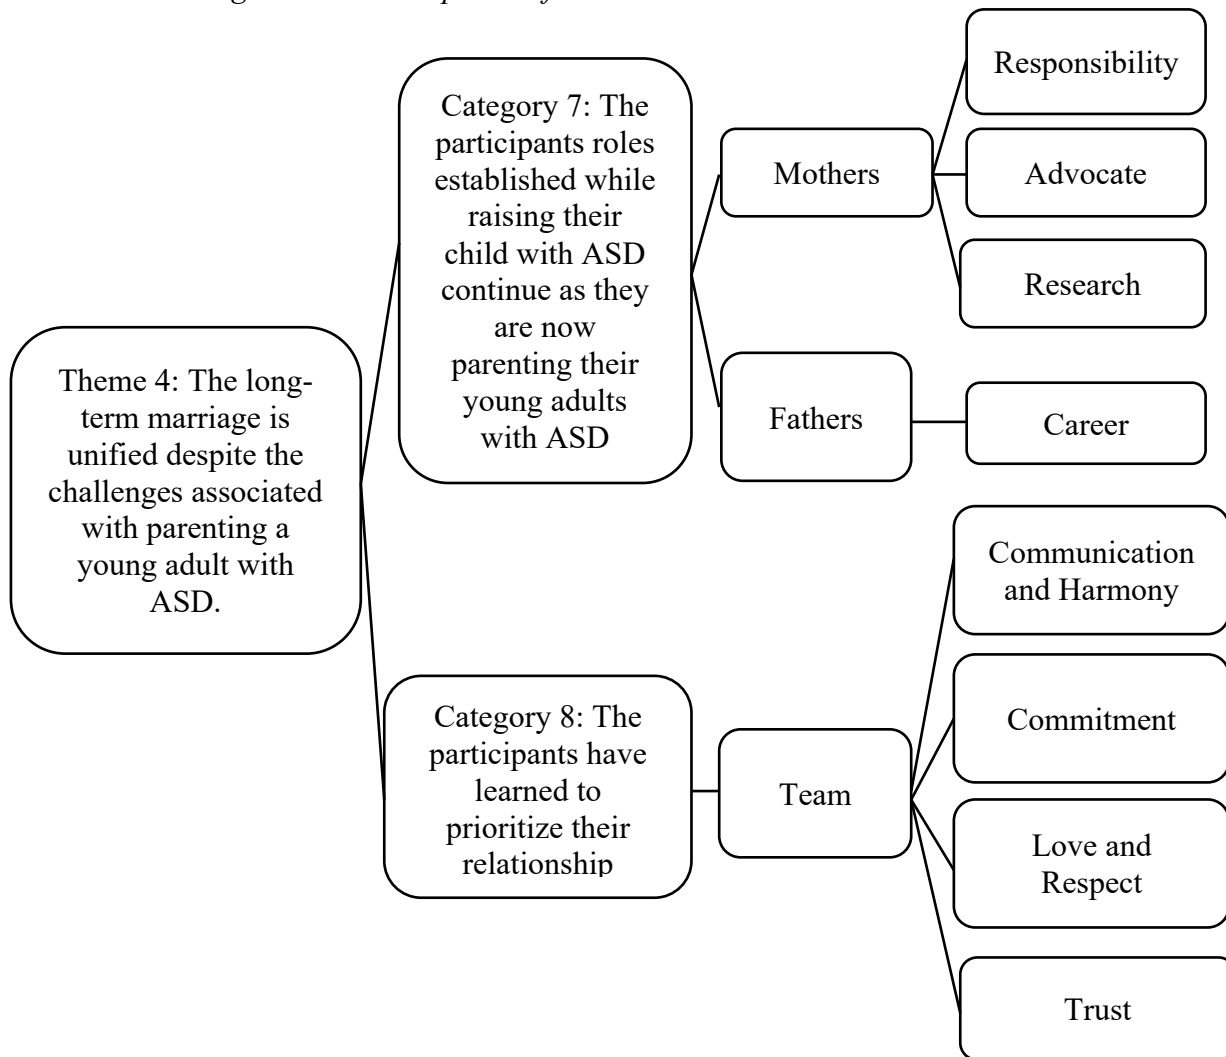 Responsibility
Category 7: The
participants roles
established while
raising their
child with ASD
continue as they
are now
parenting their
young adults
with ASD
Mothers
Advocate
Research
Theme 4: The long-
term marriage is
unified despite the
challenges associated
with parenting a
young adult with
ASD.
Fathers
Career
Communication
and Harmony
Category 8: The
participants have
learned to
prioritize their
relationship
Team
Commitment
Love and
Respect
Trust